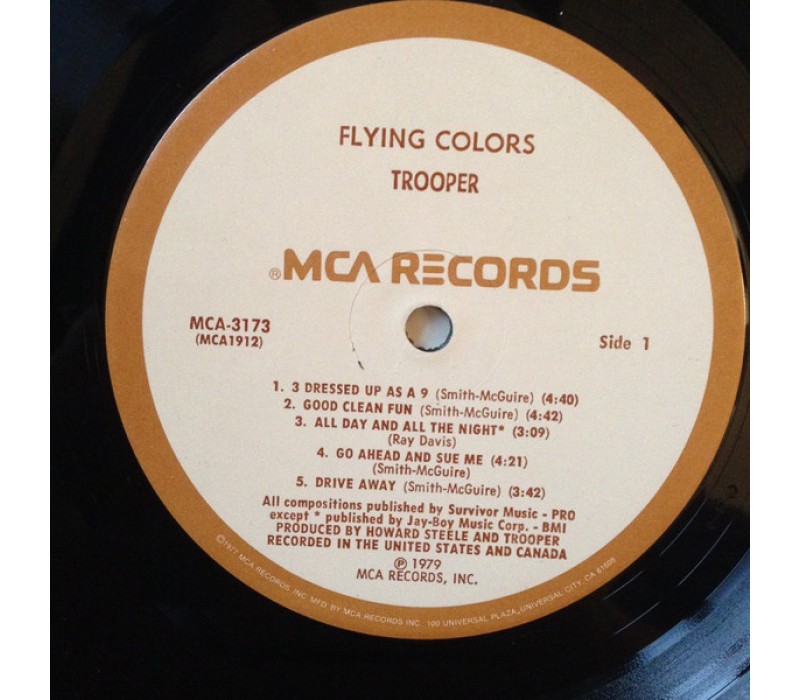 FLYING COLORS
TROOPER
®MCA RECORDS
MCA-3173
(MCA1912)
Side 1
1. 3 DRESSED UP AS A 9 (Smith-McGuire) (4:40)
2. GOOD CLEAN FUN (Smith-McGuire) (4:42)
3. ALL DAY AND ALL THE NIGHT* (3:09)
(Ray Davis)
4. GO AHEAD AND SUE ME (4:21)
(Smith-McGuire)
5. DRIVE AWAY (Smith-McGuire) (3:42)
All compositions published by Survivor Music - PRO
except * published by Jay-Boy Music Corp. - BMI
PRODUCED BY HOWARD STEELE AND TROOPER
RECORDED IN THE UNITED STATES AND CANADA
℗ 1979
MCA RECORDS, INC.
©1977 MCA RECORDS, INC. MFG. BY MCA RECORDS INC. 100 UNIVERSAL PLAZA, UNIVERSAL CITY, CA